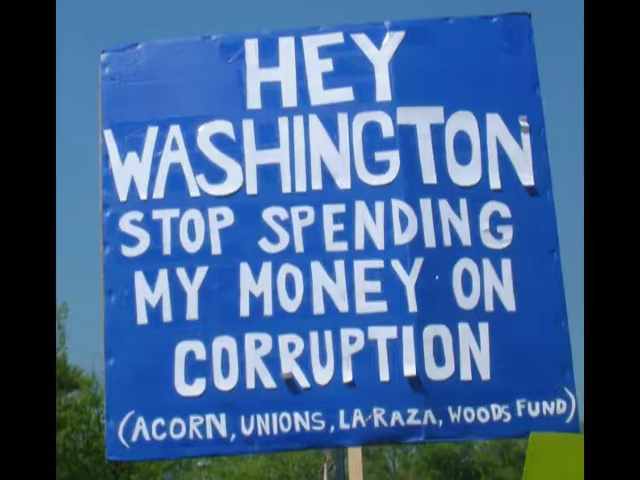 HEY
WASHINGTON
STOP SPENDING
MY MONEY ON
CORRUPTION
(ACORN, UNIONS, LA RAZA, WOODS FUND)